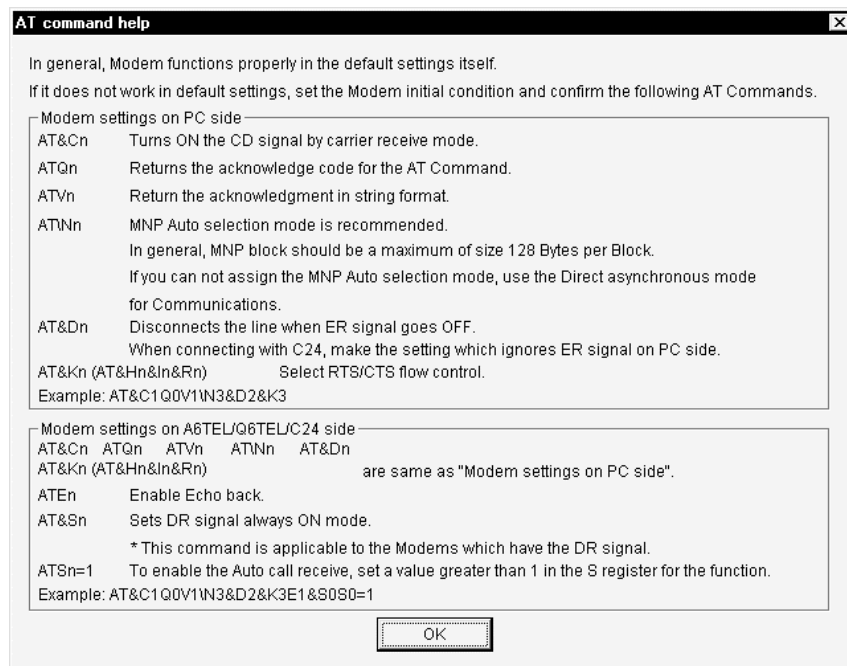 AT command help
In general, Modem functions properly in the default settings itself.
If it does not work in default settings, set the Modem initial condition and confirm the following AT Commands.
Modem settings on PC side
AT&Cn Turns ON the CD signal by carrier receive mode.
ATQn Returns the acknowledge code for the AT Command.
ATVn Return the acknowledgment in string format.
AT\Nn MNP Auto selection mode is recommended.
In general, MNP block should be a maximum of size 128 Bytes per Block.
If you can not assign the MNP Auto selection mode, use the Direct asynchronous mode
for Communications.
AT&Dn Disconnects the line when ER signal goes OFF.
When connecting with C24, make the setting which ignores ER signal on PC side.
AT&Kn (AT&Hn&In&Rn) Select RTS/CTS flow control.
Example: AT&C1Q0V1\N3&D2&K3
Modem settings on A6TEL/Q6TEL/C24 side
AT&Cn ATQn ATVn AT\Nn AT&Dn
AT&Kn (AT&Hn&In&Rn) are same as "Modem settings on PC side".
ATEn Enable Echo back.
AT&Sn Sets DR signal always ON mode.
* This command is applicable to the Modems which have the DR signal.
ATSn=1 To enable the Auto call receive, set a value greater than 1 in the S register for the function.
Example: AT&C1Q0V1\N3&D2&K3E1&S0S0=1
OK